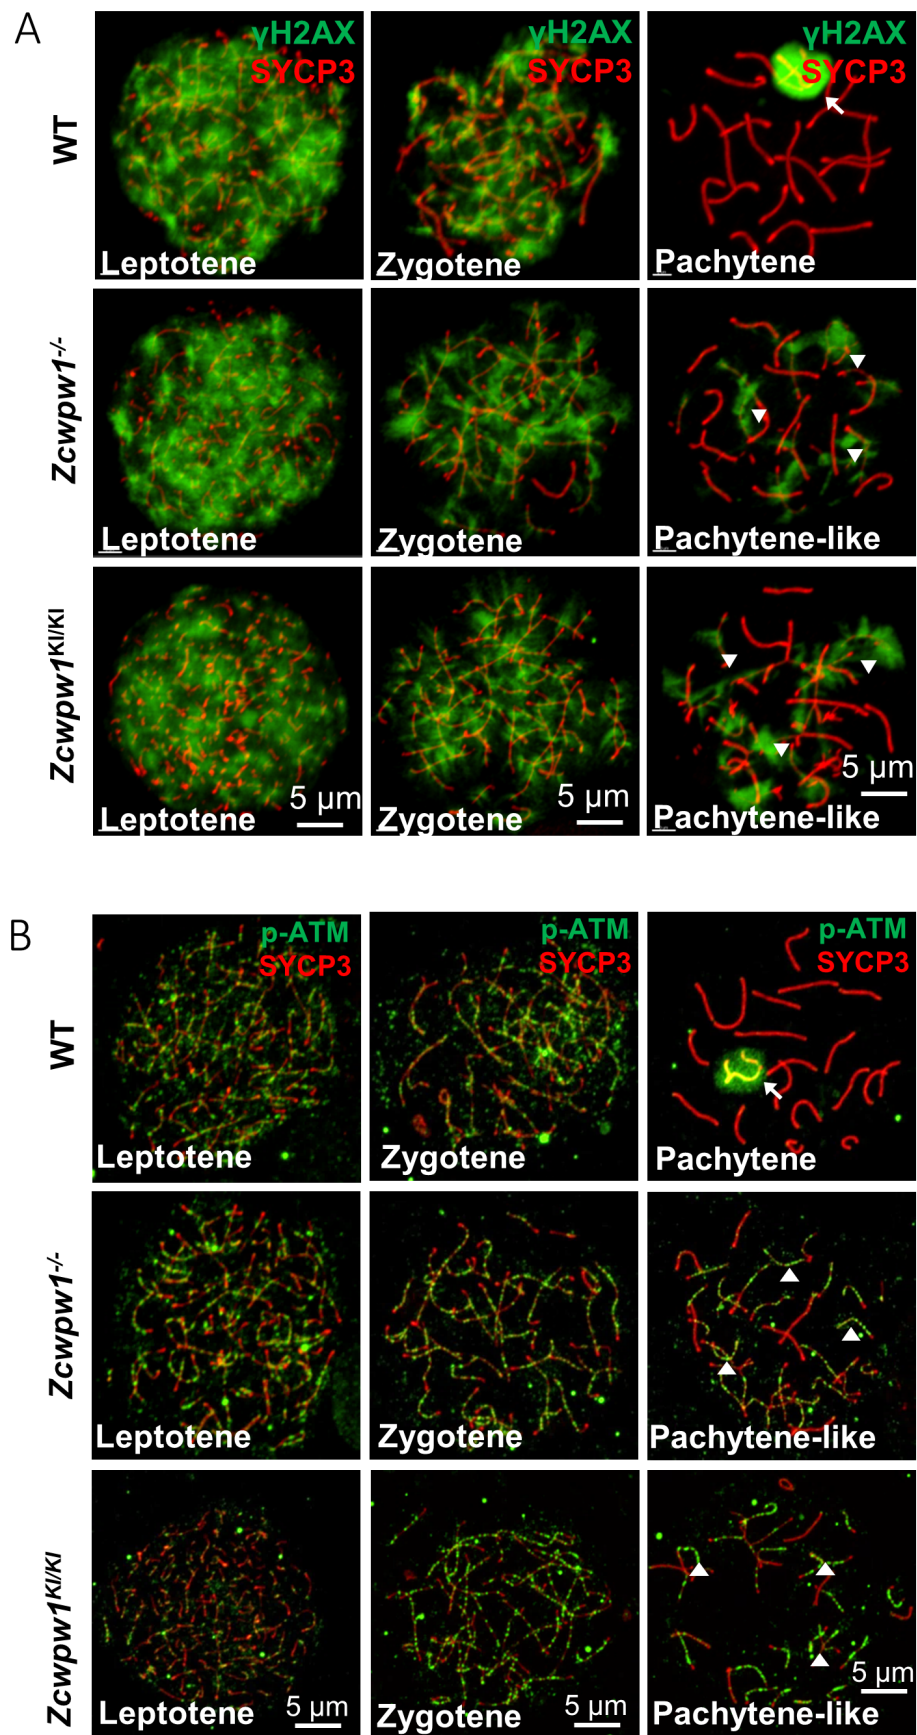 A
WT
γH2AX
SYCP3
Leptotene
γH2AX
SYCP3
Zygotene
γH2AX
SYCP3
Pachytene
Zcwpw1-/-
Leptotene
Zygotene
Pachytene-like
Zcwpw1KI/KI
5 μm
Leptotene
5 μm
Zygotene
5 μm
Pachytene-like
B
WT
p-ATM
SYCP3
Leptotene
p-ATM
SYCP3
Zygotene
p-ATM
SYCP3
Pachytene
Zcwpw1-/-
Leptotene
Zygotene
Pachytene-like
Zcwpw1KI/KI
5 μm
Leptotene
5 μm
Zygotene
5 μm
Pachytene-like